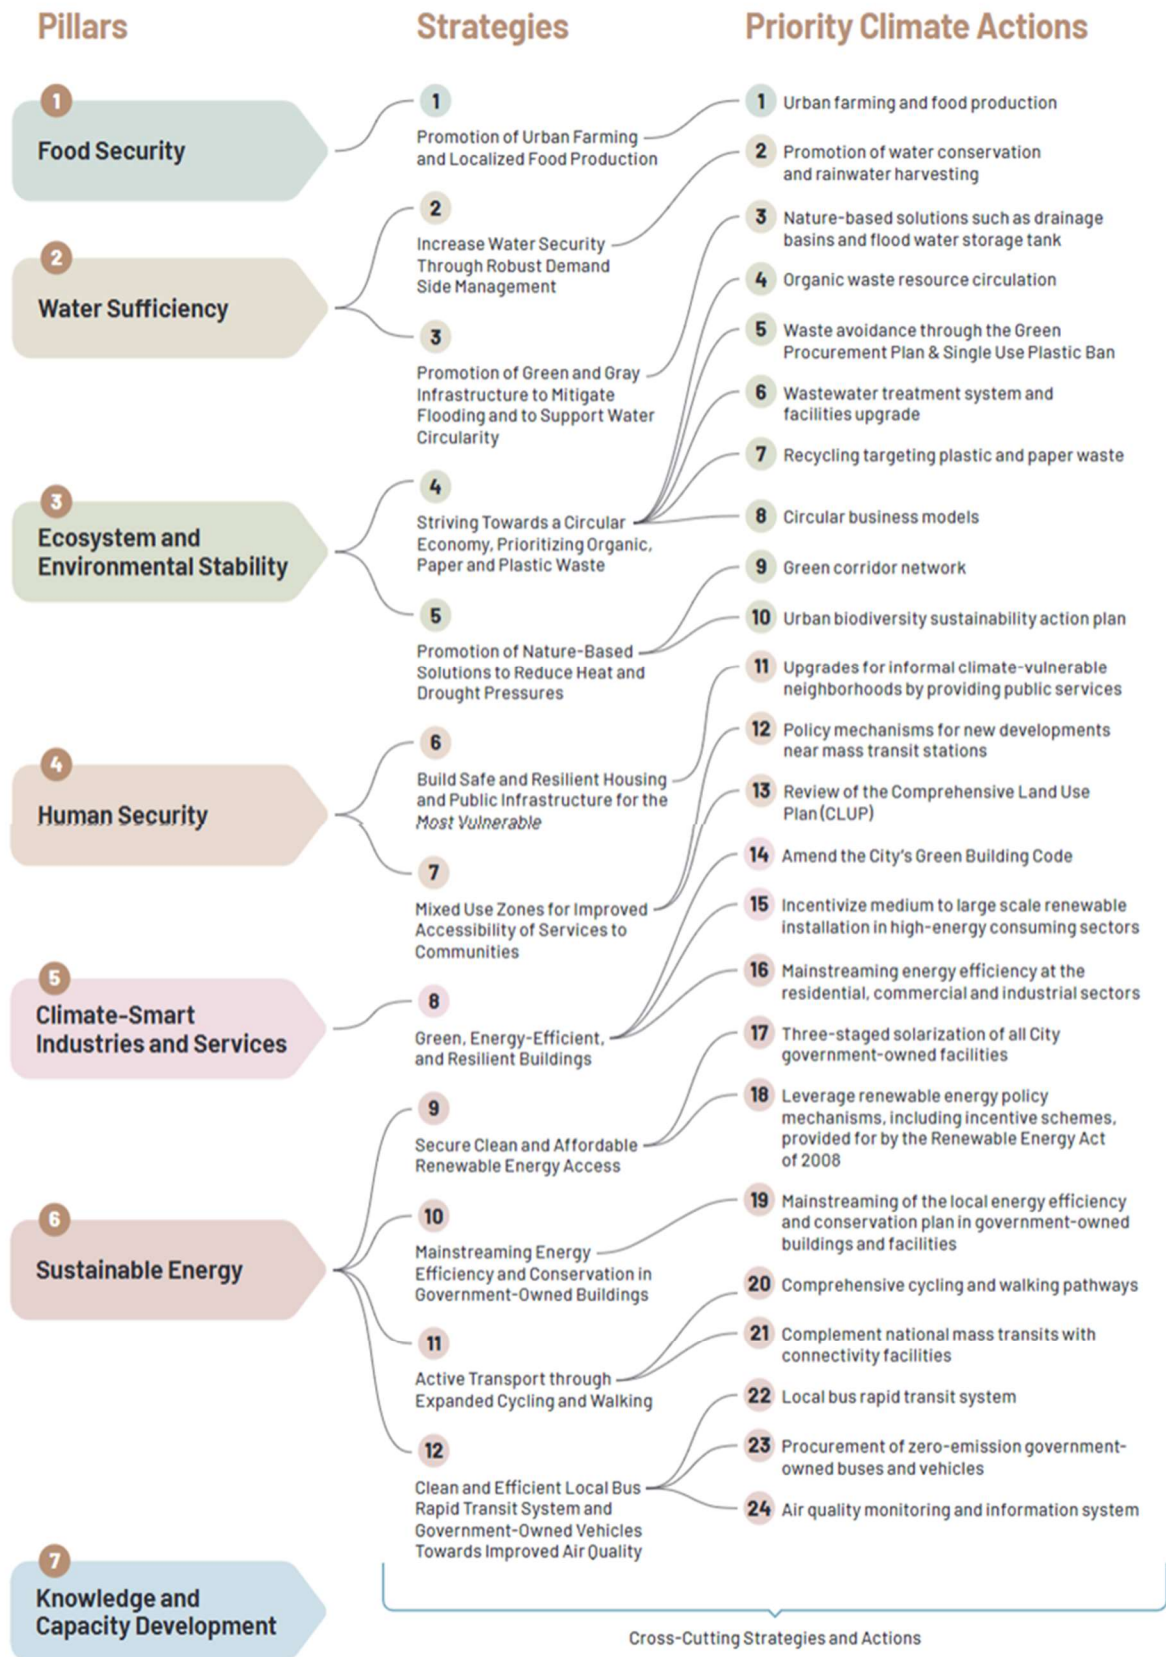 Pillars
Strategies
Priority Climate Actions
1
Food Security
2
Water Sufficiency
3
Ecosystem and
Environmental Stability
4
Human Security
5
Climate-Smart
Industries and Services
6
Sustainable Energy
7
Knowledge and
Capacity Development
1
Promotion of Urban Farming
and Localized Food Production
2
Increase Water Security
Through Robust Demand
Side Management
3
Promotion of Green and Gray
Infrastructure to Mitigate
Flooding and to Support Water
Circularity
4
Striving Towards a Circular
Economy, Prioritizing Organic,
Paper and Plastic Waste
5
Promotion of Nature-Based
Solutions to Reduce Heat and
Drought Pressures
6
Build Safe and Resilient Housing
and Public Infrastructure for the
Most Vulnerable
7
Mixed Use Zones for Improved
Accessibility of Services to
Communities
8
Green, Energy-Efficient,
and Resilient Buildings
9
Secure Clean and Affordable
Renewable Energy Access
10
Mainstreaming Energy
Efficiency and Conservation in
Government-Owned Buildings
11
Active Transport through
Expanded Cycling and Walking
12
Clean and Efficient Local Bus
Rapid Transit System and
Government-Owned Vehicles
Towards Improved Air Quality
1 Urban farming and food production
2 Promotion of water conservation
and rainwater harvesting
3 Nature-based solutions such as drainage
basins and flood water storage tank
4 Organic waste resource circulation
5 Waste avoidance through the Green
Procurement Plan & Single Use Plastic Ban
6 Wastewater treatment system and
facilities upgrade
7 Recycling targeting plastic and paper waste
8 Circular business models
9 Green corridor network
10 Urban biodiversity sustainability action plan
11 Upgrades for informal climate-vulnerable
neighborhoods by providing public services
12 Policy mechanisms for new developments
near mass transit stations
13 Review of the Comprehensive Land Use
Plan (CLUP)
14 Amend the City's Green Building Code
15 Incentivize medium to large scale renewable
installation in high-energy consuming sectors
16 Mainstreaming energy efficiency at the
residential, commercial and industrial sectors
17 Three-staged solarization of all City
government-owned facilities
18 Leverage renewable energy policy
mechanisms, including incentive schemes,
provided for by the Renewable Energy Act
of 2008
19 Mainstreaming of the local energy efficiency
and conservation plan in government-owned
buildings and facilities
20 Comprehensive cycling and walking pathways
21 Complement national mass transits with
connectivity facilities
22 Local bus rapid transit system
23 Procurement of zero-emission government-
owned buses and vehicles
24 Air quality monitoring and information system
Cross-Cutting Strategies and Actions